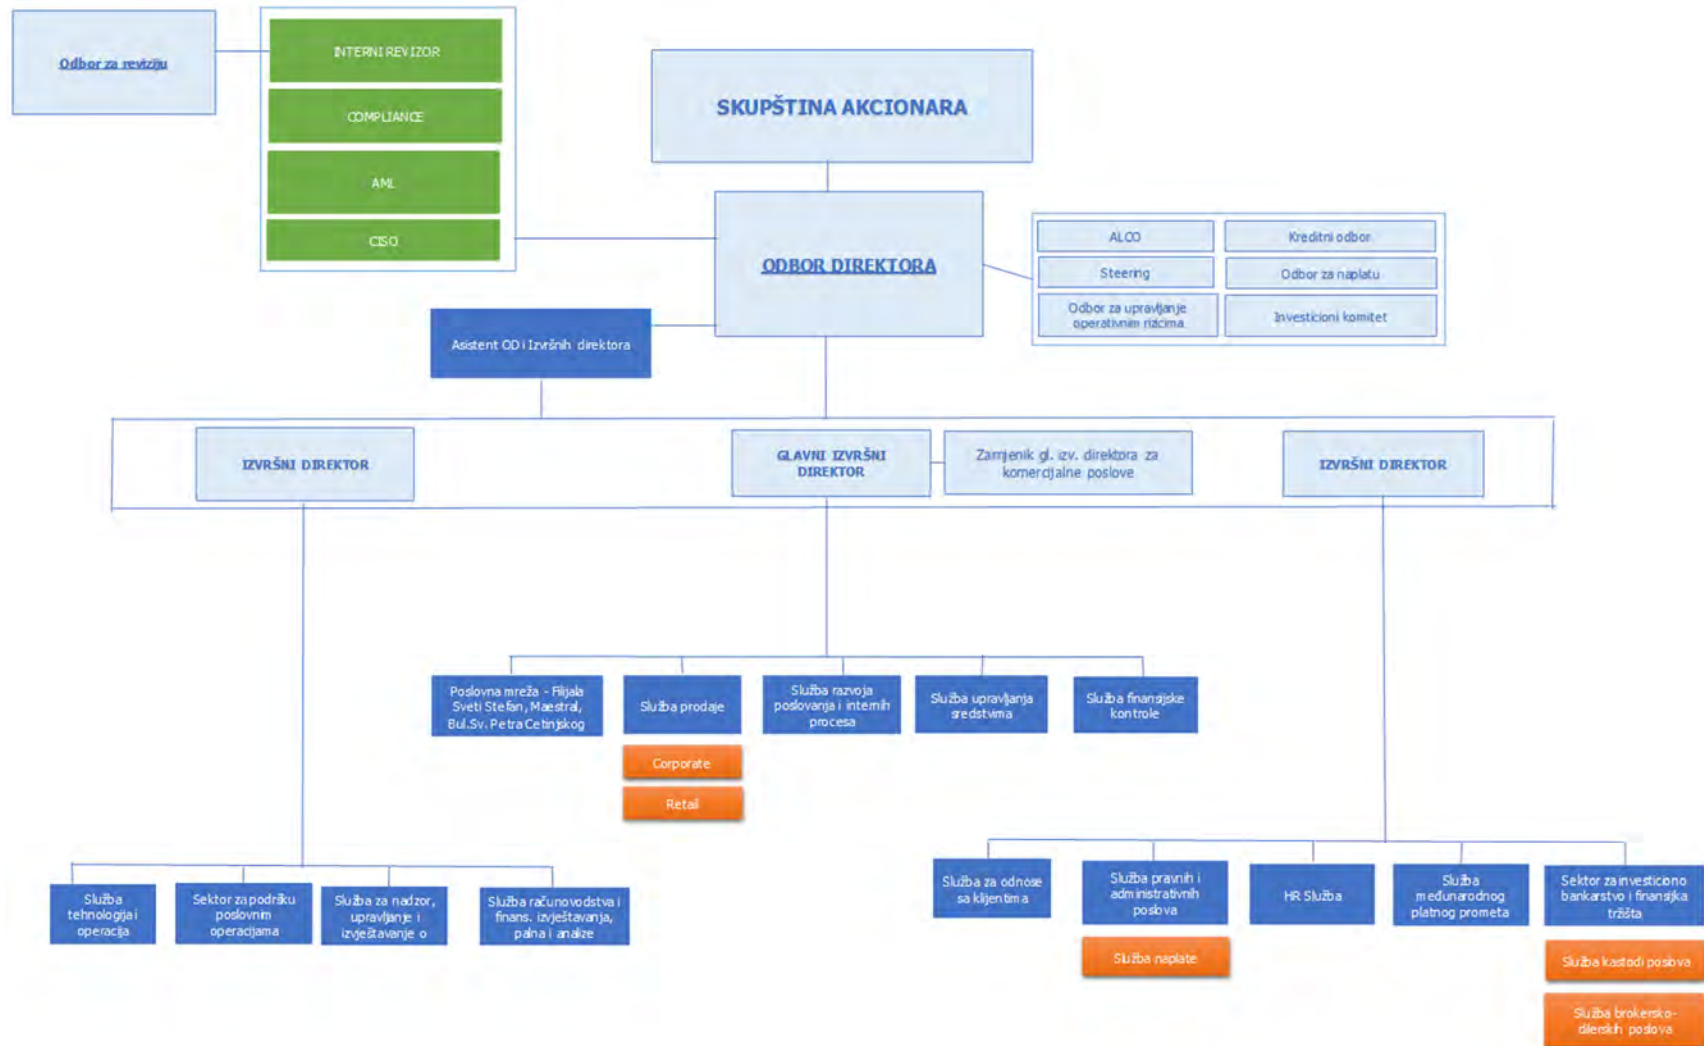 Odbor za reviziju
INTERNI REVIZOR
COMPLIANCE
AML
CISO
SKUPŠTINA AKCIONARA
ODBOR DIREKTORA
ALCO
Kreditni odbor
Steering
Odbor za naplatu
Odbor za upravljanje
operativnim rizicima
Investicioni komitet
Asistent OD i Izvršnih direktora
IZVRŠNI DIREKTOR
GLAVNI IZVRŠNI
DIREKTOR
Zamjenik gl. izv. direktora za
komercijalne poslove
IZVRŠNI DIREKTOR
Poslovna mreža - Filijala
Sveti Stefan, Maestral,
Bul.Sv. Petra Cetinjskog
Služba prodaje
Corporate
Retail
Služba razvoja
poslovanja i internih
procesa
Služba upravljanja
sredstvima
Služba finansijske
kontrole
Služba
tehnologija i
operacija
Sektor za podršku
poslovnim
operacijama
Služba za nadzor,
upravljanje i
izvještavanje o
Služba računovodstva i
finans. izvještavanja,
palna i analize
Služba za odnose
sa klijentima
Služba pravnih i
administrativnih
poslova
Služba naplate
HR Služba
Služba
međunarodnog
platnog prometa
Sektor za investiciono
bankarstvo i finansijka
tržišta
Služba kastodi poslova
Služba brokersko-
dilerskih poslova